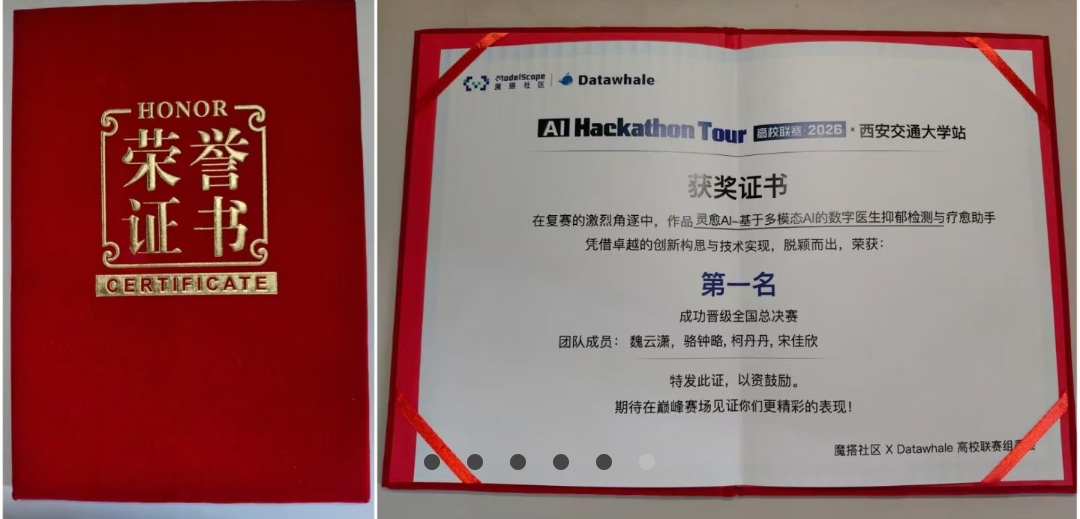 HONOR
荣誉
证书
CERTIFICATE
ModelScope
魔搭社区
Datawhale
AI Hackathon Tour 高校联赛·2026·西安交通大学站
获奖证书
在复赛的激烈角逐中，作品灵愈AI-基于多模态AI的数字医生抑郁检测与疗愈助手
凭借卓越的创新构思与技术实现，脱颖而出，荣获：
第一名
成功晋级全国总决赛
团队成员：魏云潇，骆钟略,柯丹丹,宋佳欣
特发此证，以资鼓励。
期待在巅峰赛场见证你们更精彩的表现！
魔搭社区 X Datawhale 高校联赛组